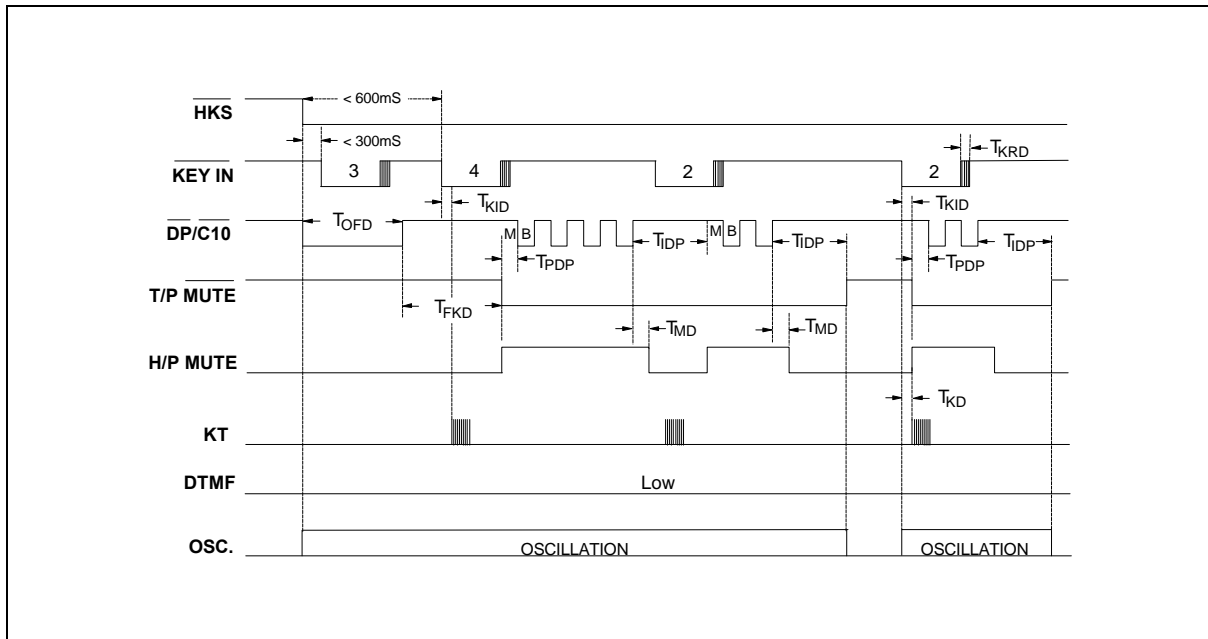 HKS
< 600mS
< 300mS
KEY IN
3
4
2
2
TKRD
TKID
TKID
DP/C10
TOFD
M B
TIDP
M B
TIDP
TIDP
TPDP
TPDP
T/P MUTE
TFKD
TMD
TMD
H/P MUTE
TKD
KT
DTMF
Low
OSC.
OSCILLATION
OSCILLATION